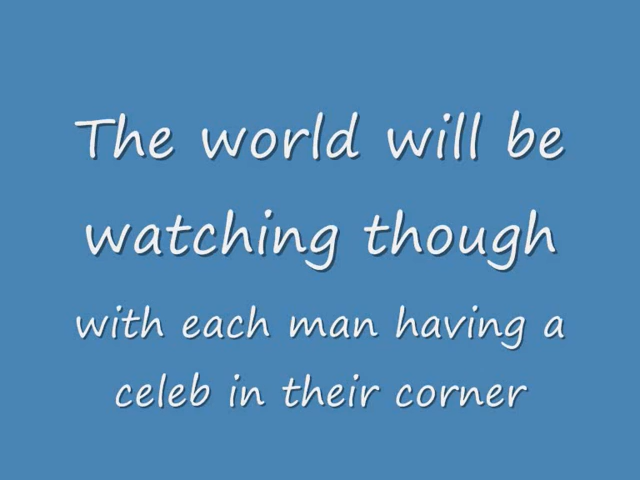 The world will be
watching though
with each man having a
celeb in their corner